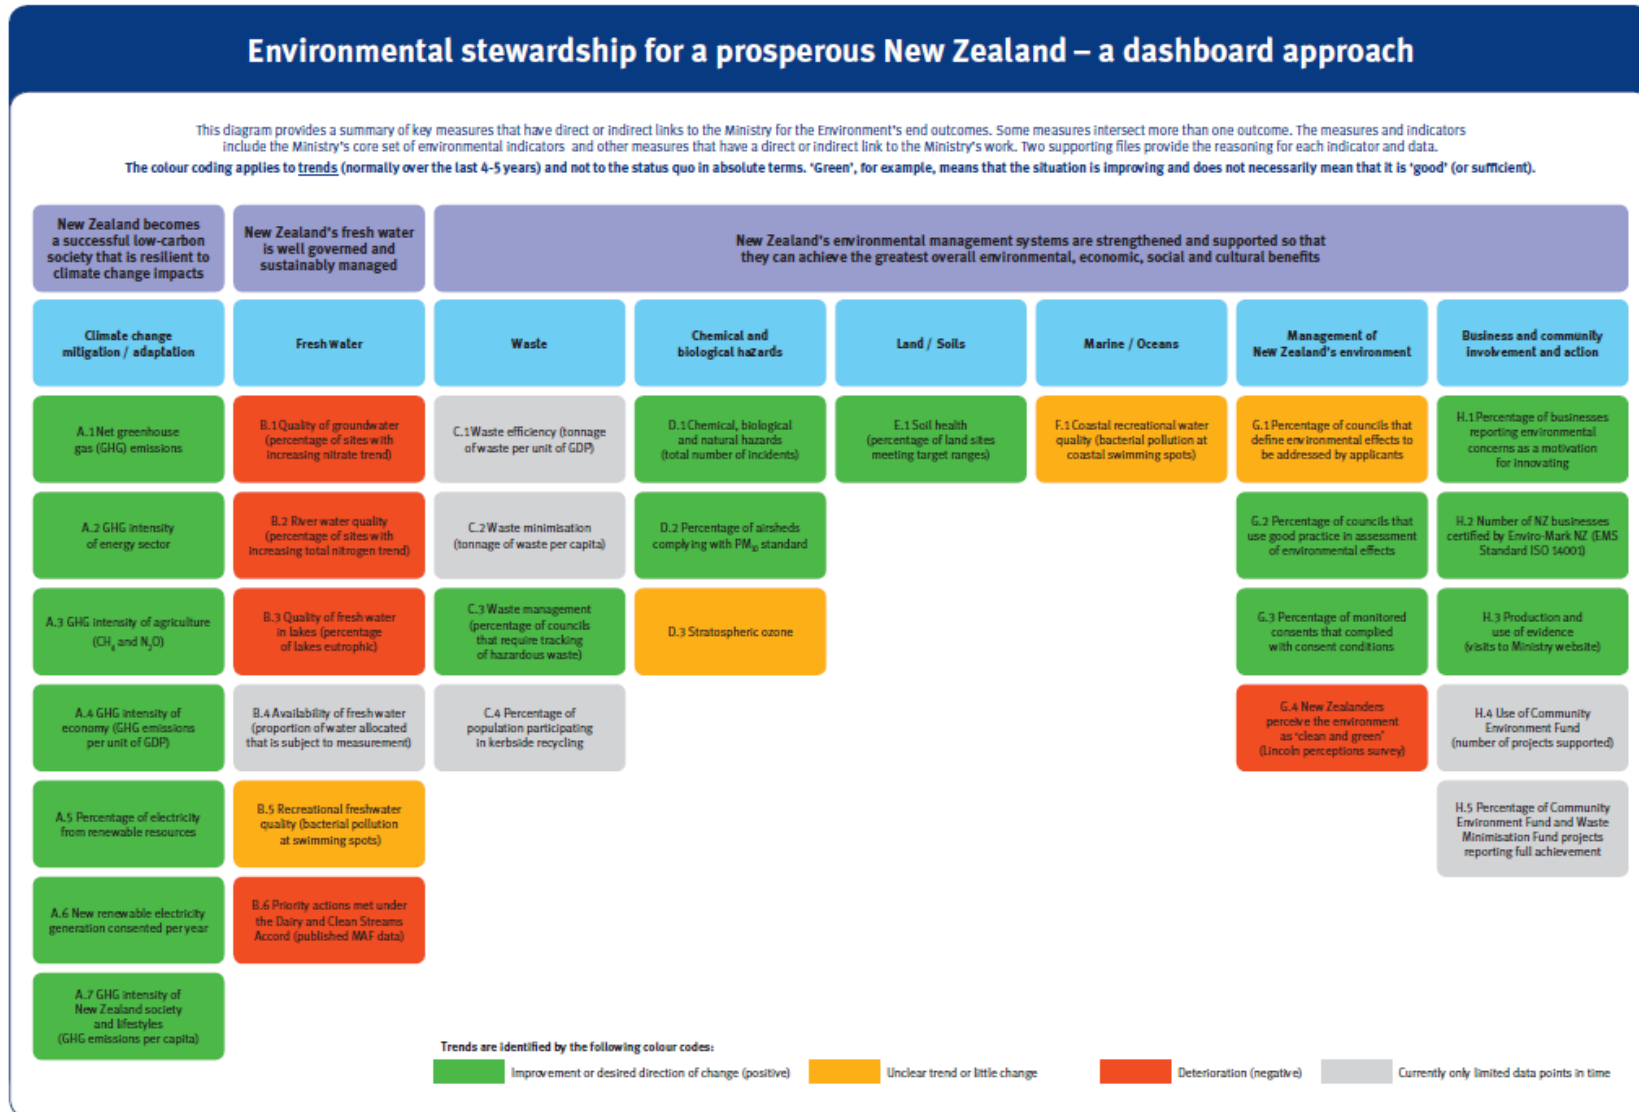 Environmental stewardship for a prosperous New Zealand – a dashboard approach
This diagram provides a summary of key measures that have direct or indirect links to the Ministry for the Environment's end outcomes. Some measures intersect more than one outcome. The measures and indicators
include the Ministry's core set of environmental indicators and other measures that have a direct or indirect link to the Ministry's work. Two supporting files provide the reasoning for each indicator and data.
The colour coding applies to trends (normally over the last 4-5 years) and not to the status quo in absolute terms. 'Green', for example, means that the situation is improving and does not necessarily mean that it is 'good' (or sufficient).
New Zealand becomes
a successful low-carbon
society that is resilient to
climate change impacts
New Zealand's fresh water
is well governed and
sustainably managed
New Zealand's environmental management systems are strengthened and supported so that
they can achieve the greatest overall environmental, economic, social and cultural benefits
Climate change
mitigation / adaptation
Fresh water
Waste
Chemical and
biological hazards
Land / Soils
Marine / Oceans
Management of
New Zealand's environment
Business and community
involvement and action
A.1 Net greenhouse
gas (GHG) emissions
B.1 Quality of groundwater
(percentage of sites with
increasing nitrate trend)
C.1 Waste efficiency (tonnage
of waste per unit of GDP)
D.1 Chemical, biological
and natural hazards
(total number of incidents)
E.1 Soil health
(percentage of land sites
meeting target ranges)
F.1 Coastal recreational water
quality (bacterial pollution at
coastal swimming spots)
G.1 Percentage of councils that
define environmental effects to
be addressed by applicants
H.1 Percentage of businesses
reporting environmental
concerns as a motivation
for innovating
A.2 GHG intensity
of energy sector
B.2 River water quality
(percentage of sites with
increasing total nitrogen trend)
C.2 Waste minimisation
(tonnage of waste per capita)
D.2 Percentage of airsheds
complying with PM₁₀ standard
G.2 Percentage of councils that
use good practice in assessment
of environmental effects
H.2 Number of NZ businesses
certified by Enviro-Mark NZ (EMS
Standard ISO 14001)
A.3 GHG intensity of agriculture
(CH₄ and N₂O)
B.3 Quality of fresh water
in lakes (percentage
of lakes eutrophic)
C.3 Waste management
(percentage of councils
that require tracking
of hazardous waste)
D.3 Stratospheric ozone
G.3 Percentage of monitored
consents that complied
with consent conditions
H.3 Production and
use of evidence
(visits to Ministry website)
A.4 GHG intensity of
economy (GHG emissions
per unit of GDP)
B.4 Availability of fresh water
(proportion of water allocated
that is subject to measurement)
C.4 Percentage of
population participating
in kerbside recycling
G.4 New Zealanders
perceive the environment
as 'clean and green'
(Lincoln perceptions survey)
H.4 Use of Community
Environment Fund
(number of projects supported)
A.5 Percentage of electricity
from renewable resources
B.5 Recreational freshwater
quality (bacterial pollution
at swimming spots)
H.5 Percentage of Community
Environment Fund and Waste
Minimisation Fund projects
reporting full achievement
A.6 New renewable electricity
generation consented per year
B.6 Priority actions met under
the Dairy and Clean Streams
Accord (published MAF data)
A.7 GHG intensity of
New Zealand society
and lifestyles
(GHG emissions per capita)
Trends are identified by the following colour codes:
Improvement or desired direction of change (positive)
Unclear trend or little change
Deterioration (negative)
Currently only limited data points in time